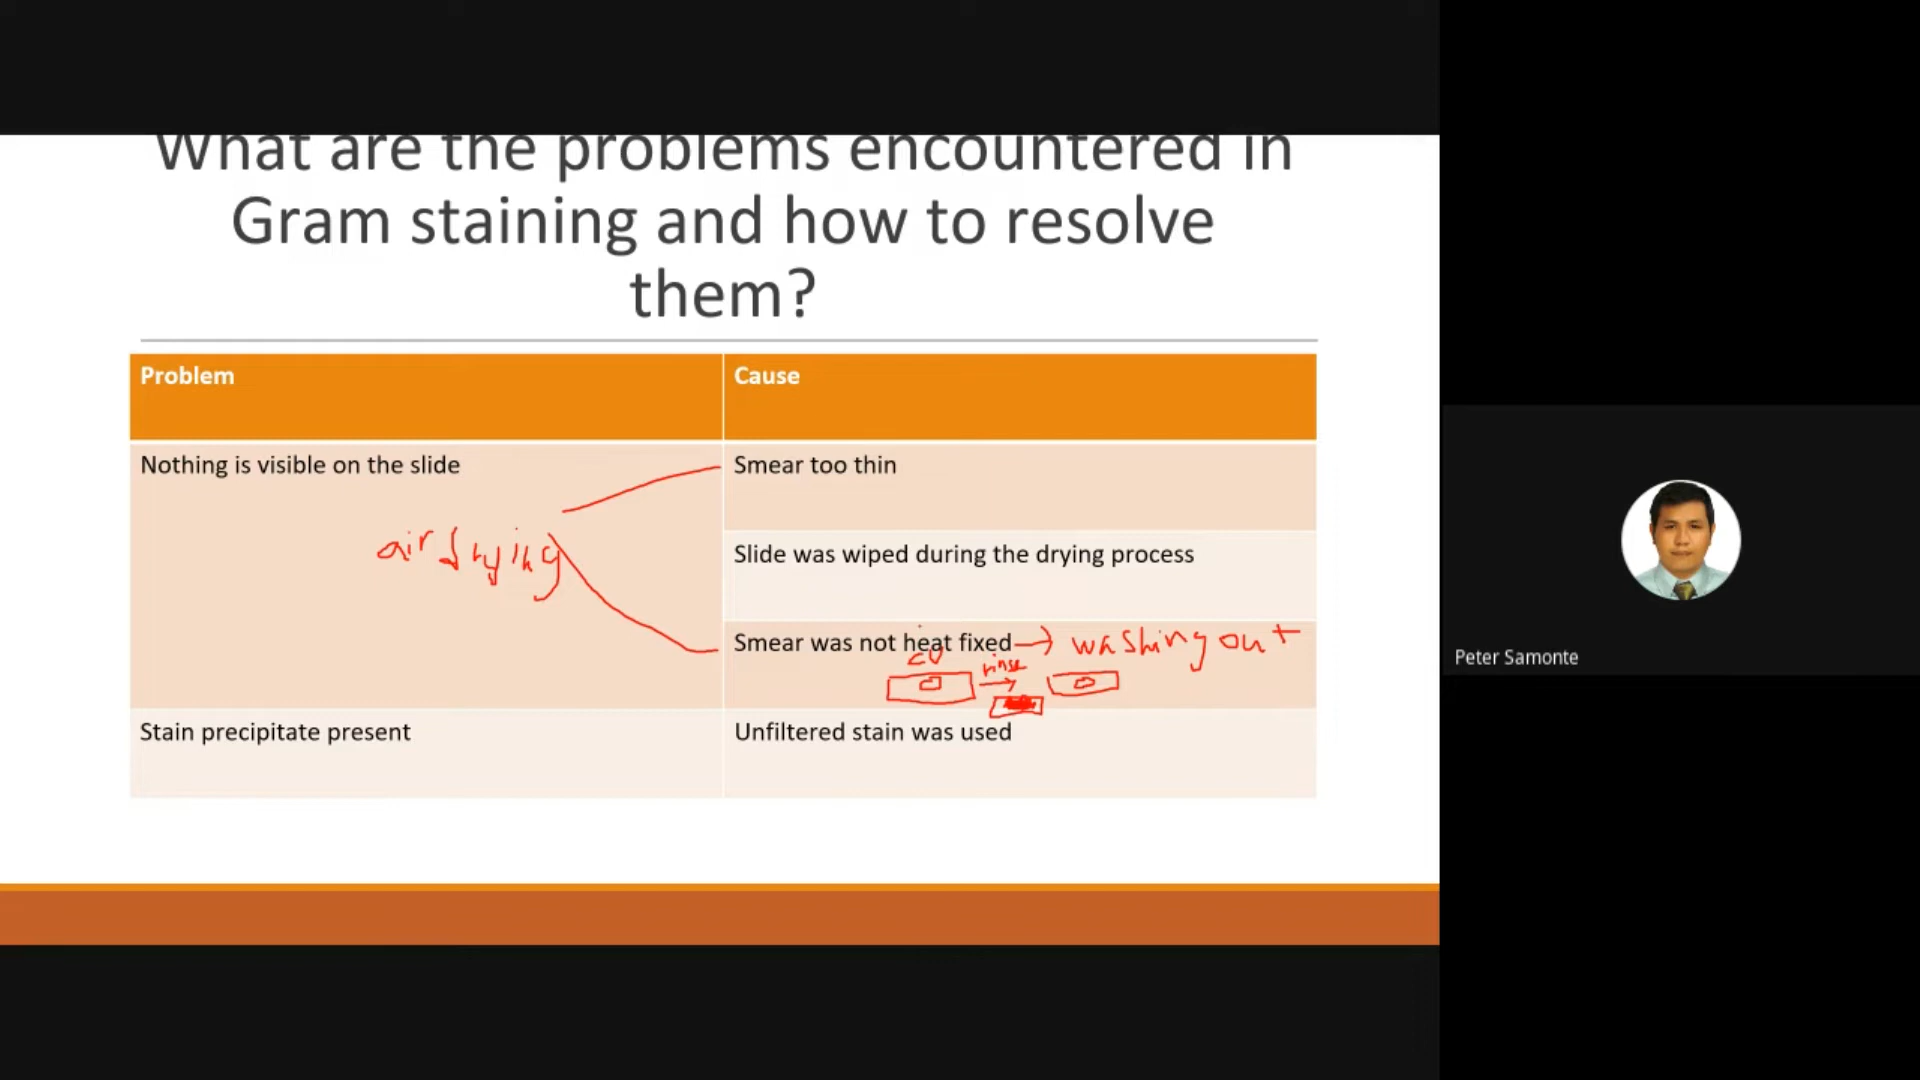 What are the problems encountered in
Gram staining and how to resolve
them?
Problem
Cause
Nothing is visible on the slide
Smear too thin
air drying
Slide was wiped during the drying process
Smear was not heat fixed → washing out
rinse
Stain precipitate present
Unfiltered stain was used
Peter Samonte